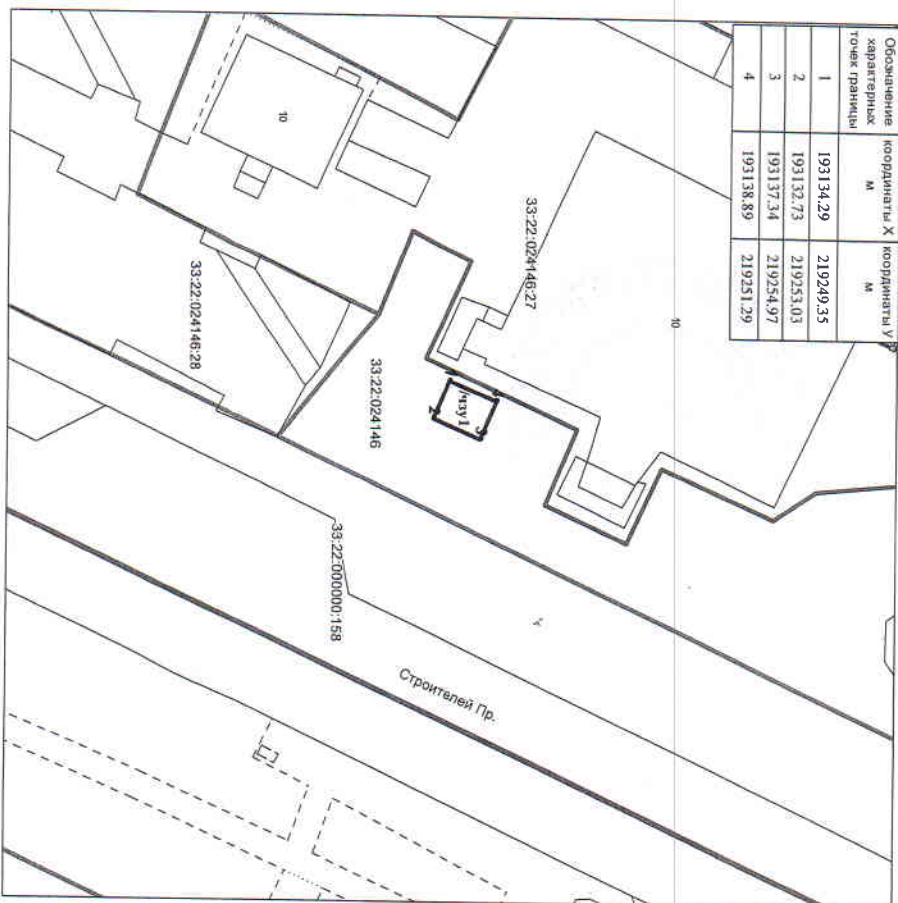 Обозначение характерных точек границы
координаты X м
координаты У м
1 193134.29 219249.35
2 193132.73 219253.03
3 193137.34 219254.97
4 193138.89 219251.29
10
10
33:22:024146:27
33:22:024146:28
33:22:024146
2
3
33:22:000000:158
Строителей Пр.